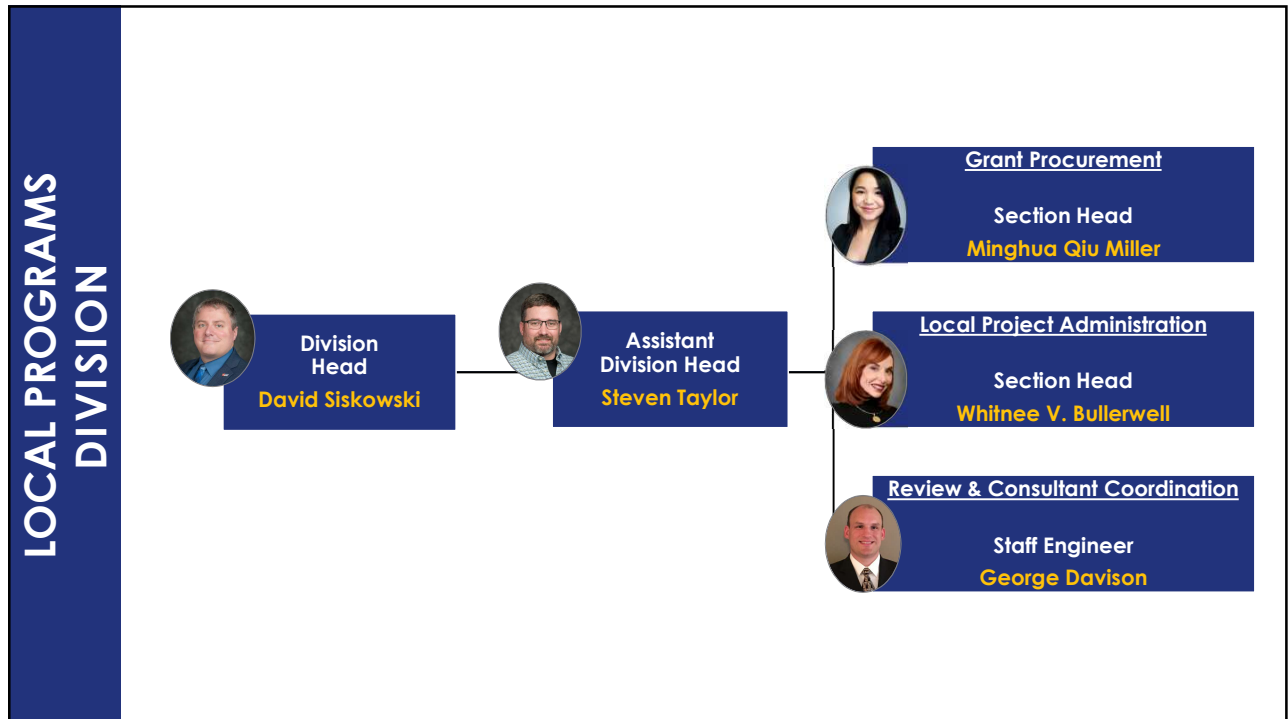 LOCAL PROGRAMS
DIVISION
Division
Head
David Siskowski
Assistant
Division Head
Steven Taylor
Grant Procurement
Section Head
Minghua Qiu Miller
Local Project Administration
Section Head
Whitnee V. Bullerwell
Review & Consultant Coordination
Staff Engineer
George Davison